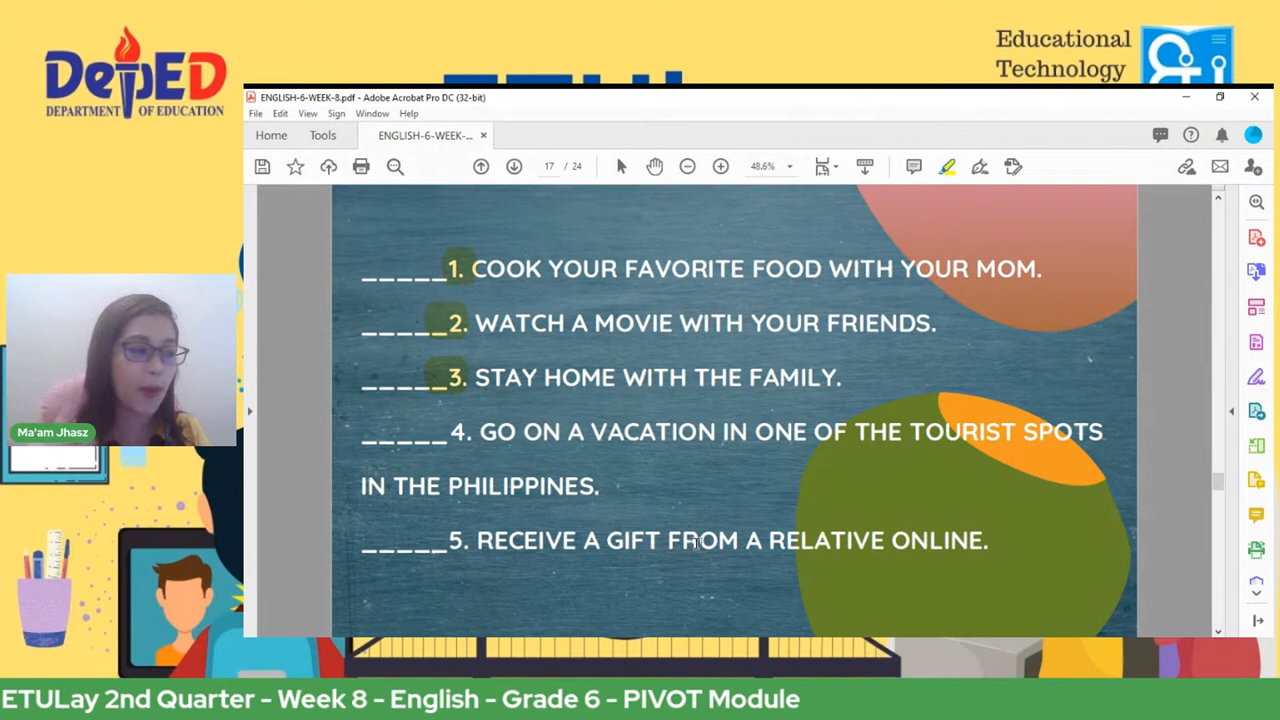 DepED
DEPARTMENT OF EDUCATION
Educational
Technology
ENGLISH-6-WEEK-8.pdf - Adobe Acrobat Pro DC (32-bit)
File Edit View Sign Window Help
Home Tools ENGLISH-6-WEEK-... ×
17 / 24 48.6%
_____1. COOK YOUR FAVORITE FOOD WITH YOUR MOM.
_____2. WATCH A MOVIE WITH YOUR FRIENDS.
_____3. STAY HOME WITH THE FAMILY.
_____4. GO ON A VACATION IN ONE OF THE TOURIST SPOTS
IN THE PHILIPPINES.
_____5. RECEIVE A GIFT FROM A RELATIVE ONLINE.
Ma'am Jhasz
ETULay 2nd Quarter - Week 8 - English - Grade 6 - PIVOT Module